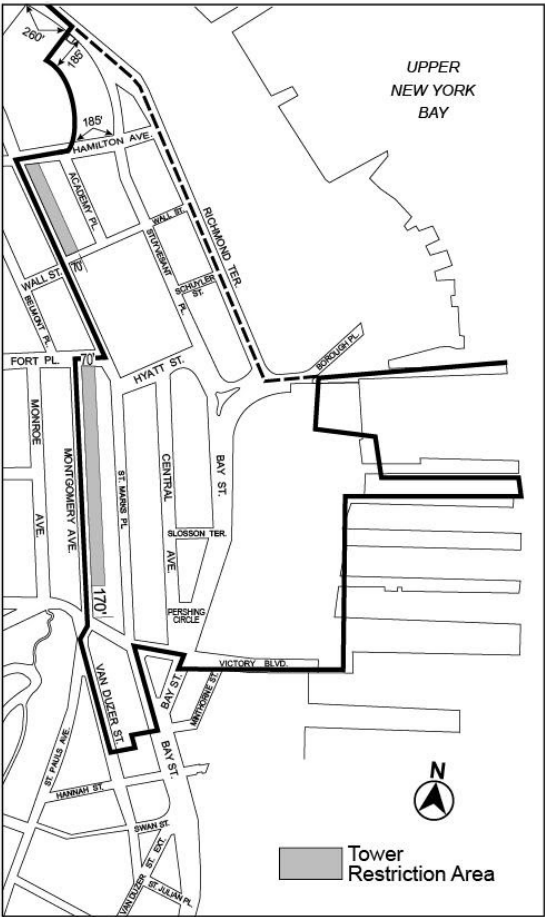 260'
185'
UPPER
NEW YORK
BAY
185'
HAMILTON AVE.
ACADEMY PL.
WALL ST.
RICHMOND TER.
STUYVESANT
PL.
SCHUYLER
ST.
70'
WALL ST.
BELMONT PL.
BOROUGH PL.
FORT PL.
70'
HYATT ST.
MONROE
AVE.
MONTGOMERY AVE.
ST. MARKS PL
CENTRAL
AVE.
BAY ST.
SLOSSON TER.
170'
PERSHING
CIRCLE
VICTORY BLVD.
VAN DUZER ST.
BAY ST.
MINTHORNE ST.
BAY ST.
ST. PAULS AVE.
HANNAH ST.
SWAN ST.
VAN DUZER ST. EXT.
ST. JULIAN PL.
N
Tower
Restriction Area